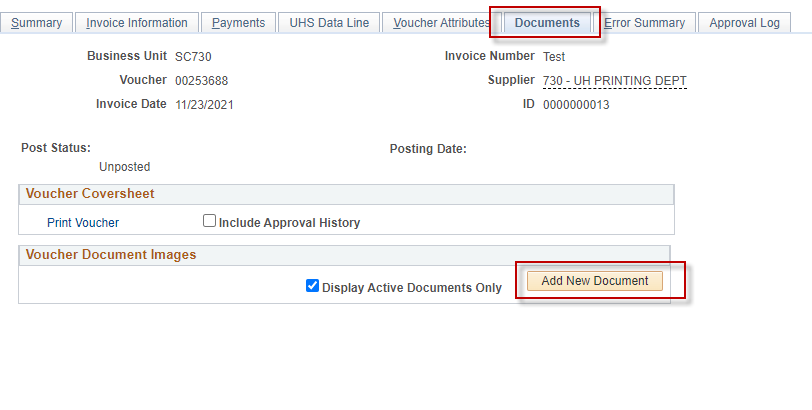 Summary Invoice Information Payments UHS Data Line Voucher Attributes Documents Error Summary Approval Log
Business Unit SC730 Invoice Number Test
Voucher 00253688 Supplier 730 - UH PRINTING DEPT
Invoice Date 11/23/2021 ID 0000000013
Post Status: Posting Date:
Unposted
Voucher Coversheet
Print Voucher Include Approval History
Voucher Document Images
Display Active Documents Only Add New Document